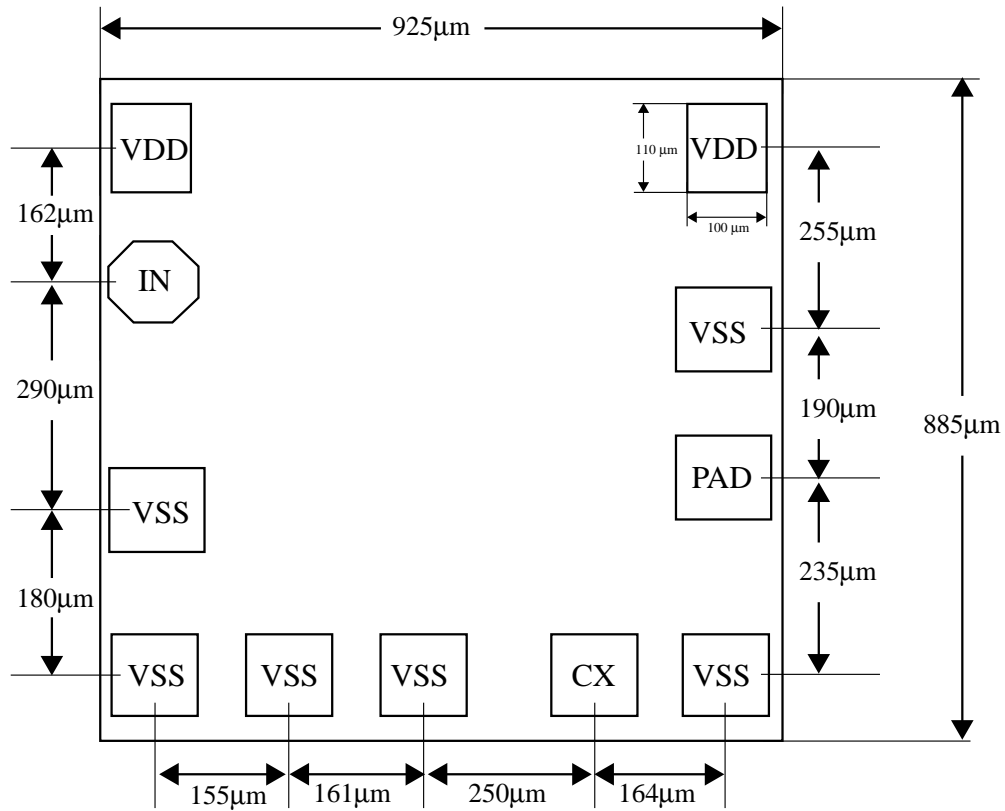 925µm
VDD
110 µm
VDD
162µm
100 µm
255µm
IN
VSS
290µm
190µm
885µm
PAD
VSS
235µm
180µm
VSS
VSS
VSS
CX
VSS
155µm
161µm
250µm
164µm